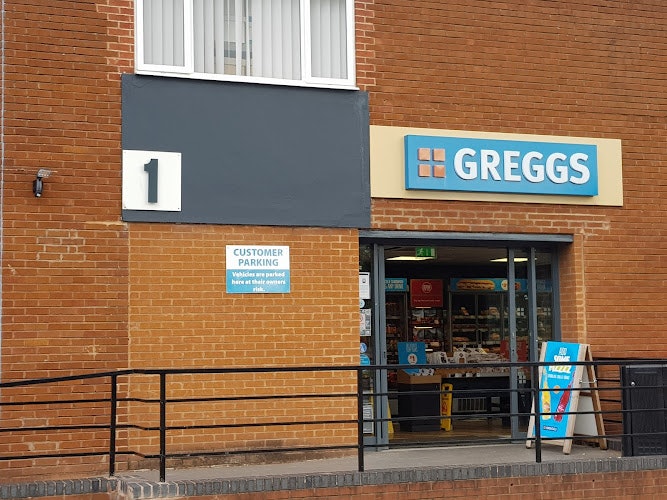 1
GREGGS
CUSTOMER
PARKING
Vehicles are parked
here at their owners
risk.